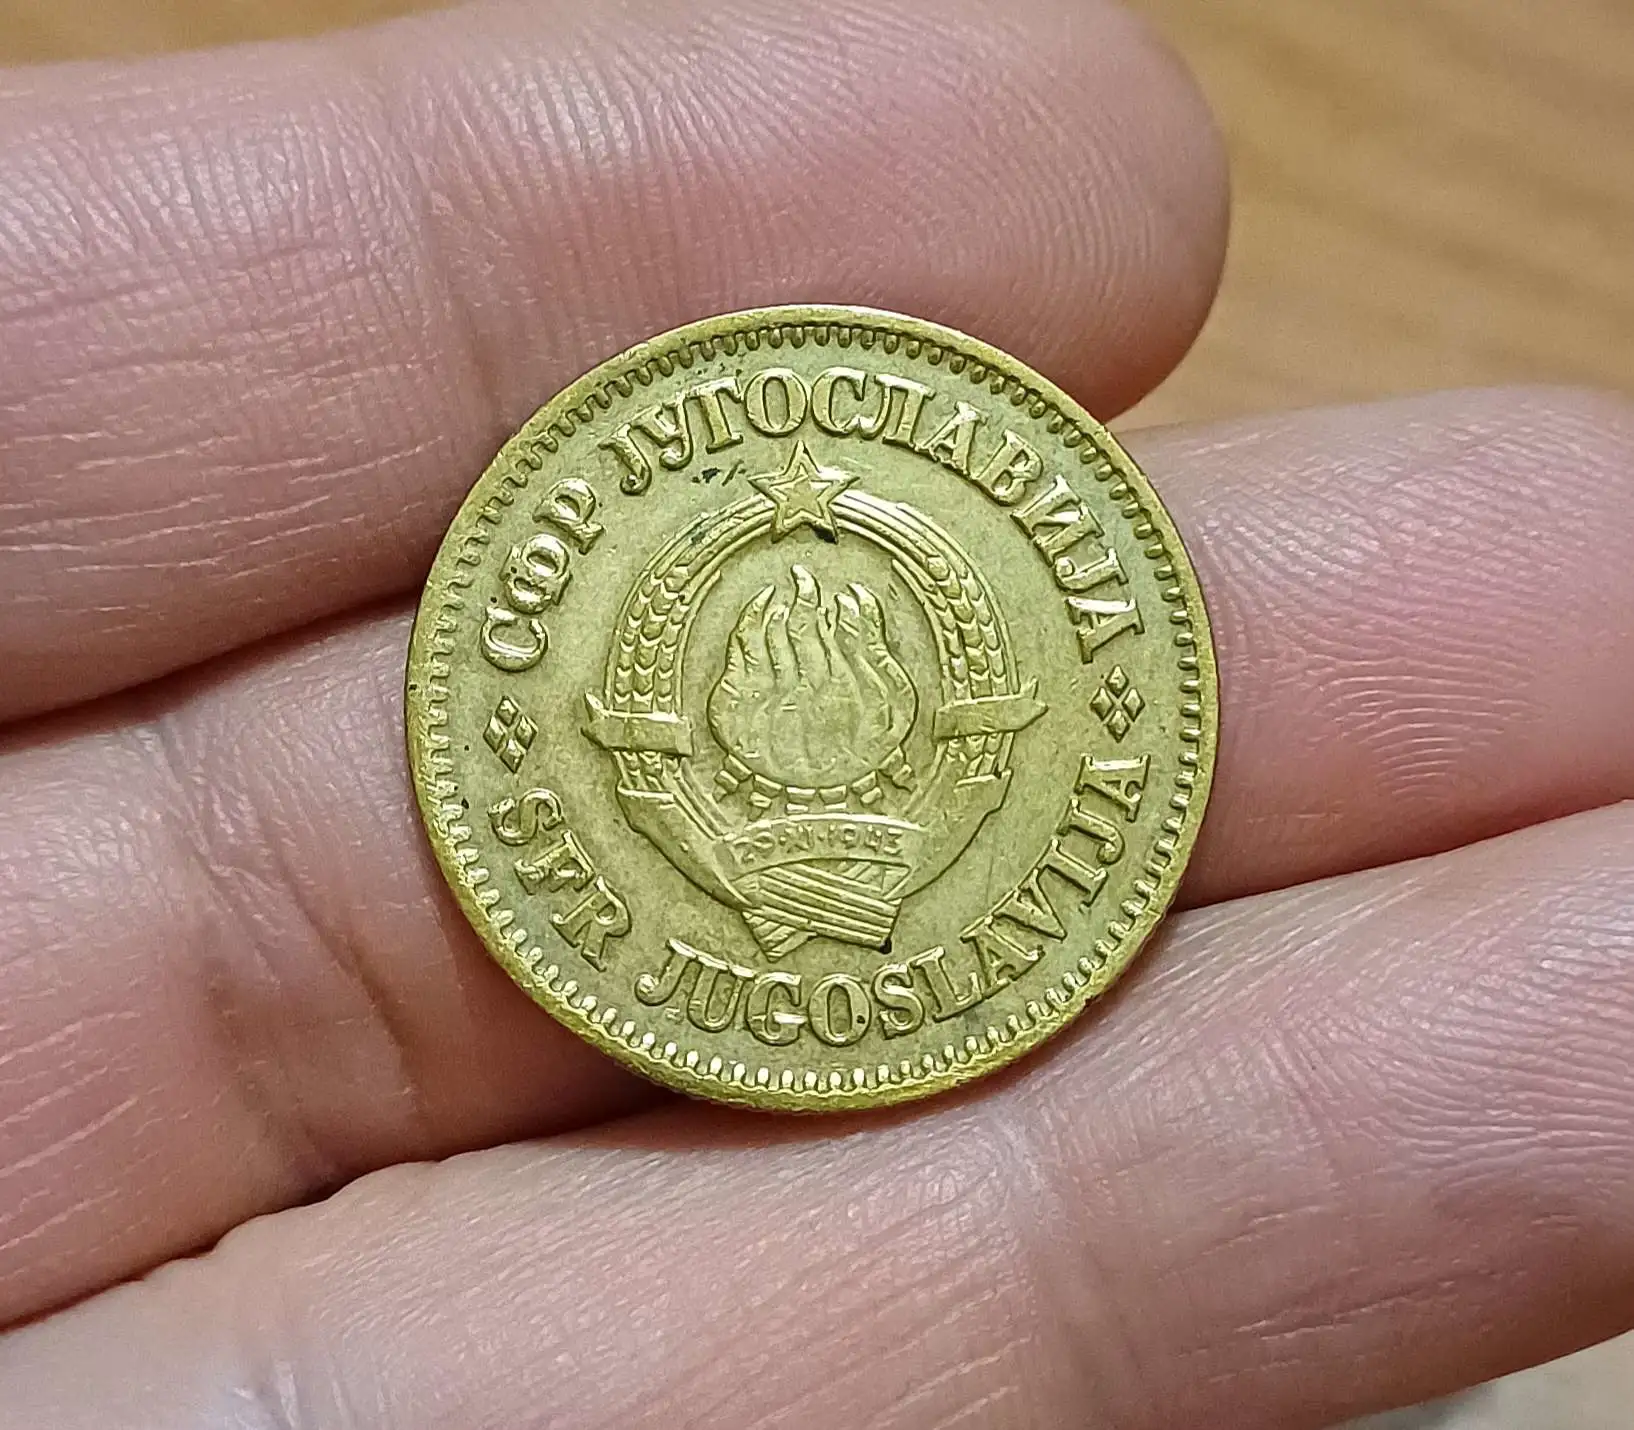 СФР ЈУГОСЛАВИЈА
29·XI·1943
SFR JUGOSLAVIJA